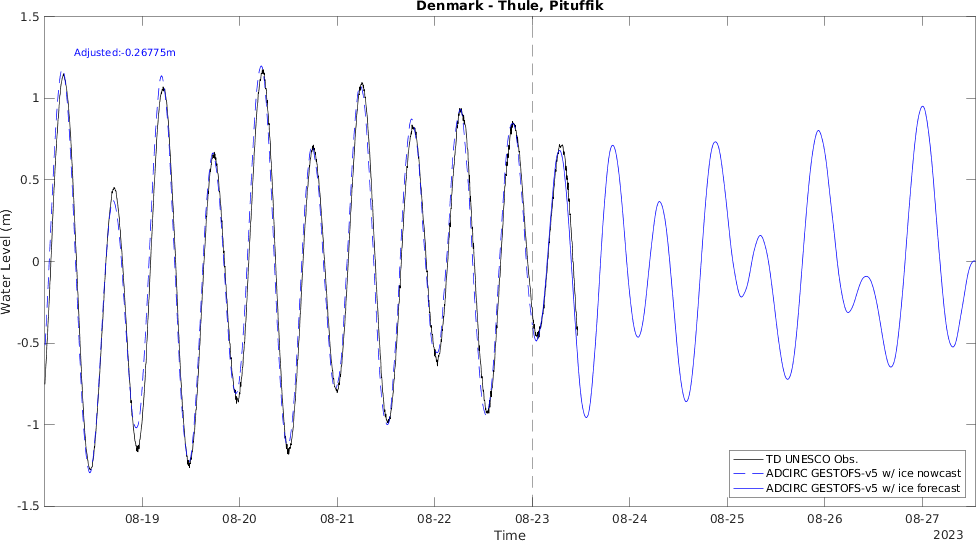 Denmark - Thule, Pituffik
Adjusted:-0.26775m
Water Level (m)
1.5
1
0.5
0
-0.5
-1
-1.5
TD UNESCO Obs.
ADCIRC GESTOFS-v5 w/ ice nowcast
ADCIRC GESTOFS-v5 w/ ice forecast
08-19 08-20 08-21 08-22 08-23 08-24 08-25 08-26 08-27
Time
2023